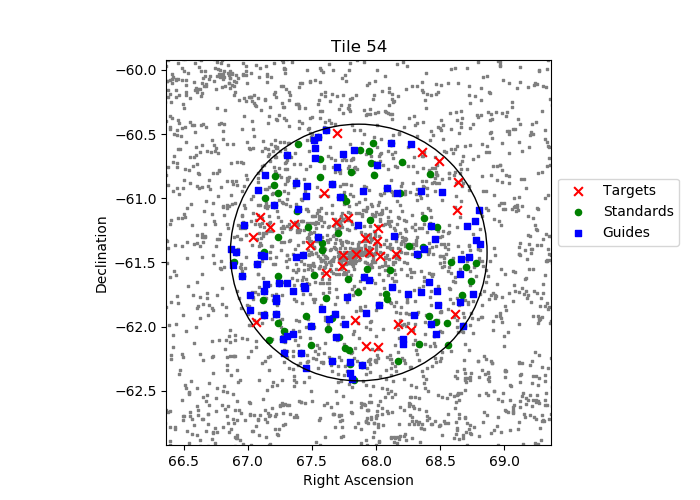 Tile 54
−60.0
−60.5
−61.0
−61.5
−62.0
−62.5
Declination
66.5 67.0 67.5 68.0 68.5 69.0
Right Ascension
Targets
Standards
Guides